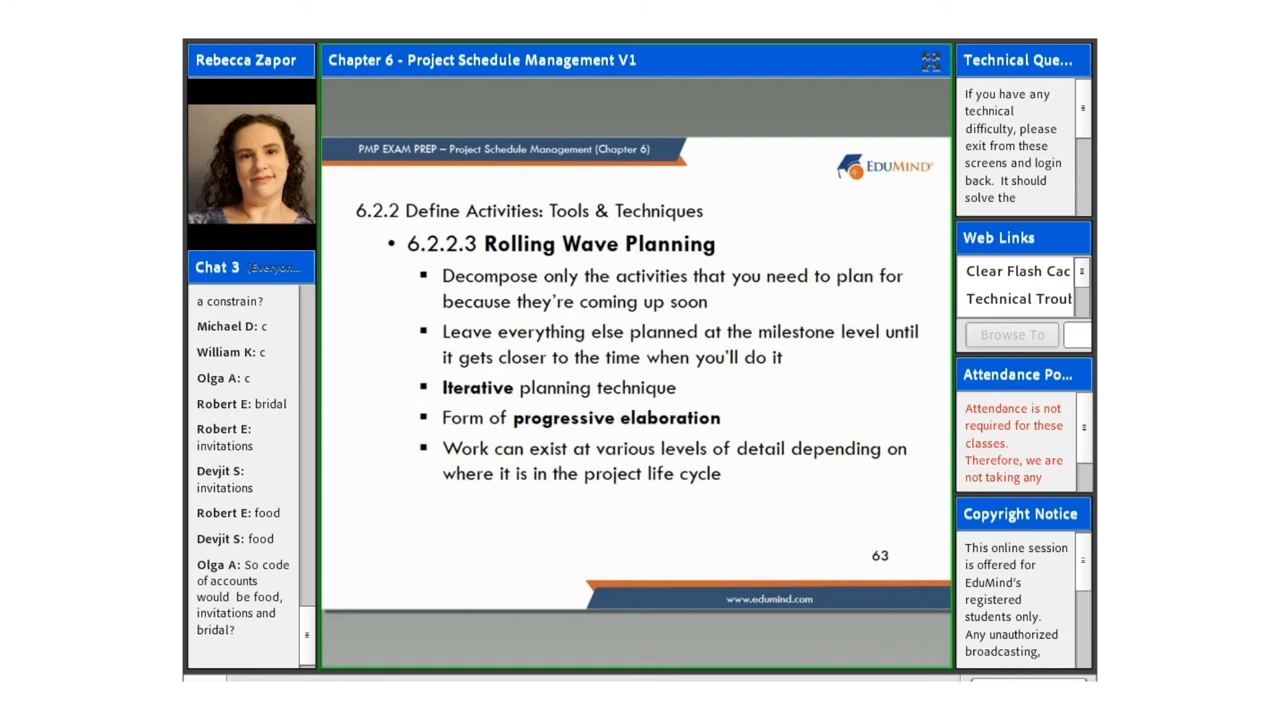 Rebecca Zapor
Chapter 6 - Project Schedule Management V1
Technical Que...
If you have any
technical
difficulty, please
exit from these
screens and login
back. It should
solve the
PMP EXAM PREP – Project Schedule Management (Chapter 6)
EDUMIND
6.2.2 Define Activities: Tools & Techniques
• 6.2.2.3 Rolling Wave Planning
▪ Decompose only the activities that you need to plan for
because they're coming up soon
▪ Leave everything else planned at the milestone level until
it gets closer to the time when you'll do it
▪ Iterative planning technique
▪ Form of progressive elaboration
▪ Work can exist at various levels of detail depending on
where it is in the project life cycle
63
www.edumind.com
Chat 3 (Everyon...
a constrain?
Michael D: c
William K: c
Olga A: c
Robert E: bridal
Robert E:
invitations
Devjit S:
invitations
Robert E: food
Devjit S: food
Olga A: So code
of accounts
would be food,
invitations and
bridal?
Web Links
Clear Flash Cac
Technical Trout
Browse To
Attendance Po...
Attendance is not
required for these
classes.
Therefore, we are
not taking any
Copyright Notice
This online session
is offered for
EduMind's
registered
students only.
Any unauthorized
broadcasting,